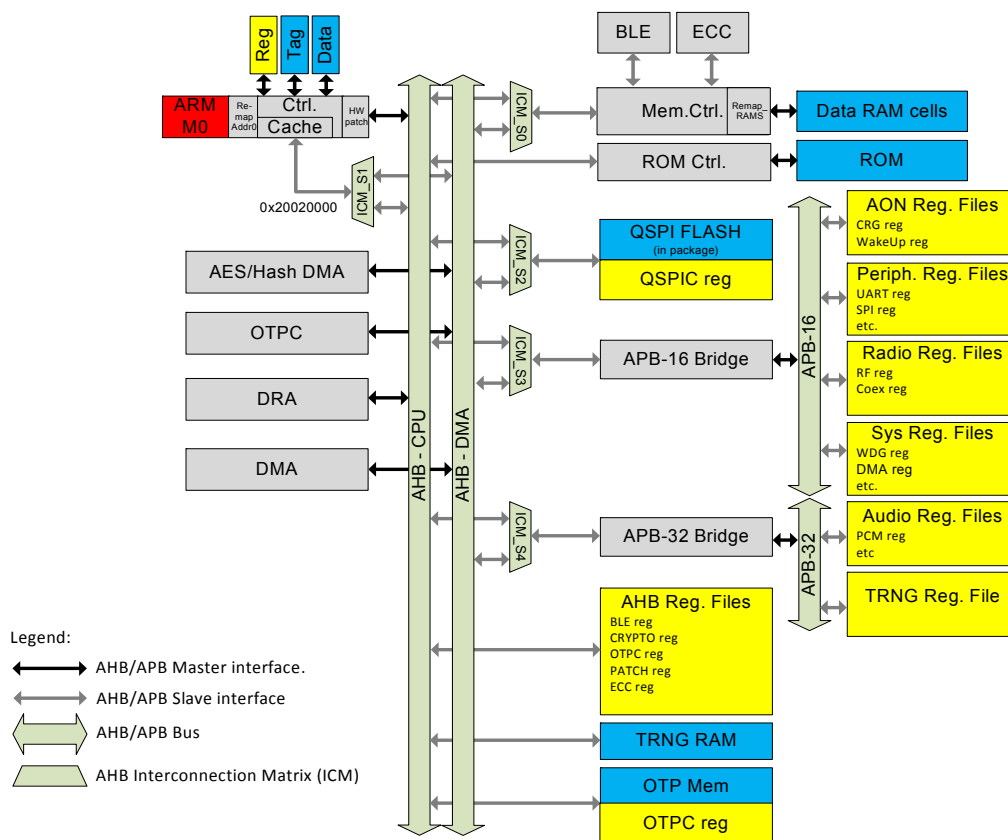 Reg
Tag
Data
ARM
M0
Re-
map
Addr0
Ctrl.
Cache
HW
patch
ICM_S1
0x20020000
AES/Hash DMA
OTPC
DRA
DMA
AHB - CPU
AHB - DMA
ICM_S0
ICM_S2
ICM_S3
ICM_S4
BLE
ECC
Mem.Ctrl.
Remap_
RAMS
Data RAM cells
ROM Ctrl.
ROM
QSPI FLASH
(in package)
QSPIC reg
APB-16 Bridge
APB-16
AON Reg. Files
CRG reg
WakeUp reg
Periph. Reg. Files
UART reg
SPI reg
etc.
Radio Reg. Files
RF reg
Coex reg
Sys Reg. Files
WDG reg
DMA reg
etc.
APB-32 Bridge
APB-32
Audio Reg. Files
PCM reg
etc
TRNG Reg. File
AHB Reg. Files
BLE reg
CRYPTO reg
OTPC reg
PATCH reg
ECC reg
TRNG RAM
OTP Mem
OTPC reg
Legend:
AHB/APB Master interface.
AHB/APB Slave interface
AHB/APB Bus
AHB Interconnection Matrix (ICM)